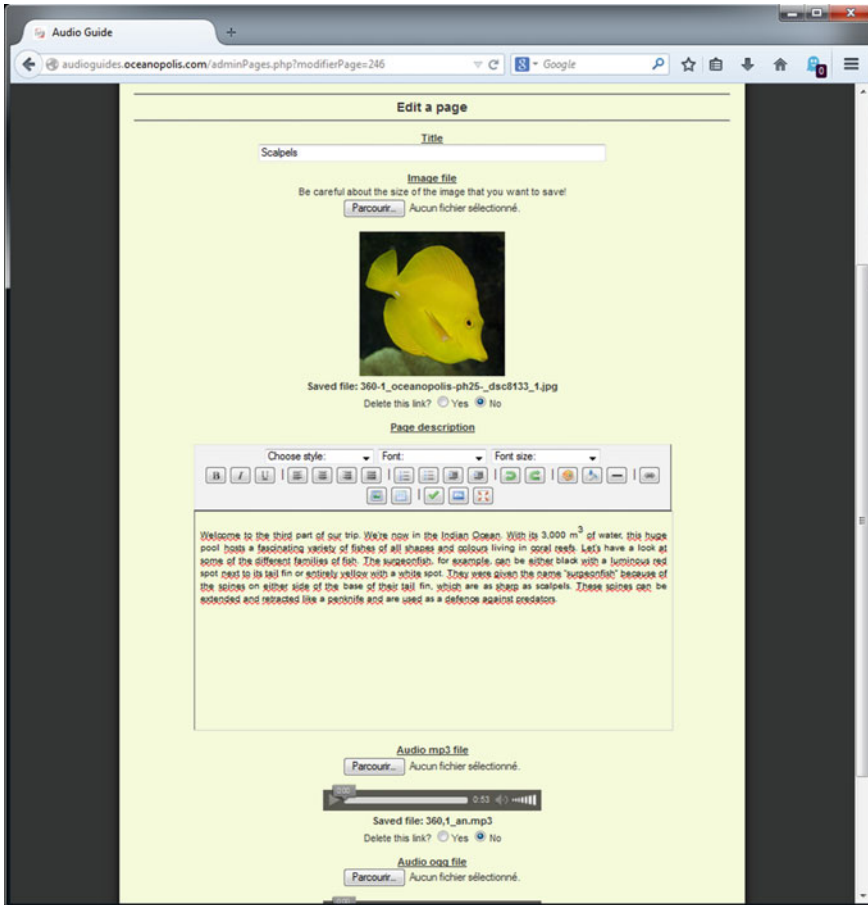 Audio Guide
audioguides.oceanopolis.com/adminPages.php?modifierPage=246
Google
0
Edit a page
Title
Scalpels
Image file
Be careful about the size of the image that you want to save!
Parcourir... Aucun fichier sélectionné.
Saved file: 360-1_oceanopolis-ph25-_dsc8133_1.jpg
Delete this link? Yes No
Page description
Choose style: Font: Font size:
B I U
Welcome to the third part of our trip. We're now in the Indian Ocean. With its 3,000 m³ of water, this huge
pool hosts a fascinating variety of fishes of all shapes and colours living in coral reefs. Let's have a look at
some of the different families of fish. The surgeonfish, for example, can be either black with a luminous red
spot next to its tail fin or entirely yellow with a white spot. They were given the name "surgeonfish" because of
the spines on either side of the base of their tail fin, which are as sharp as scalpels. These spines can be
extended and retracted like a penknife and are used as a defence against predators.
Audio mp3 file
Parcourir... Aucun fichier sélectionné.
0:00
0:53
Saved file: 360,1_an.mp3
Delete this link? Yes No
Audio ogg file
Parcourir... Aucun fichier sélectionné.
0:00